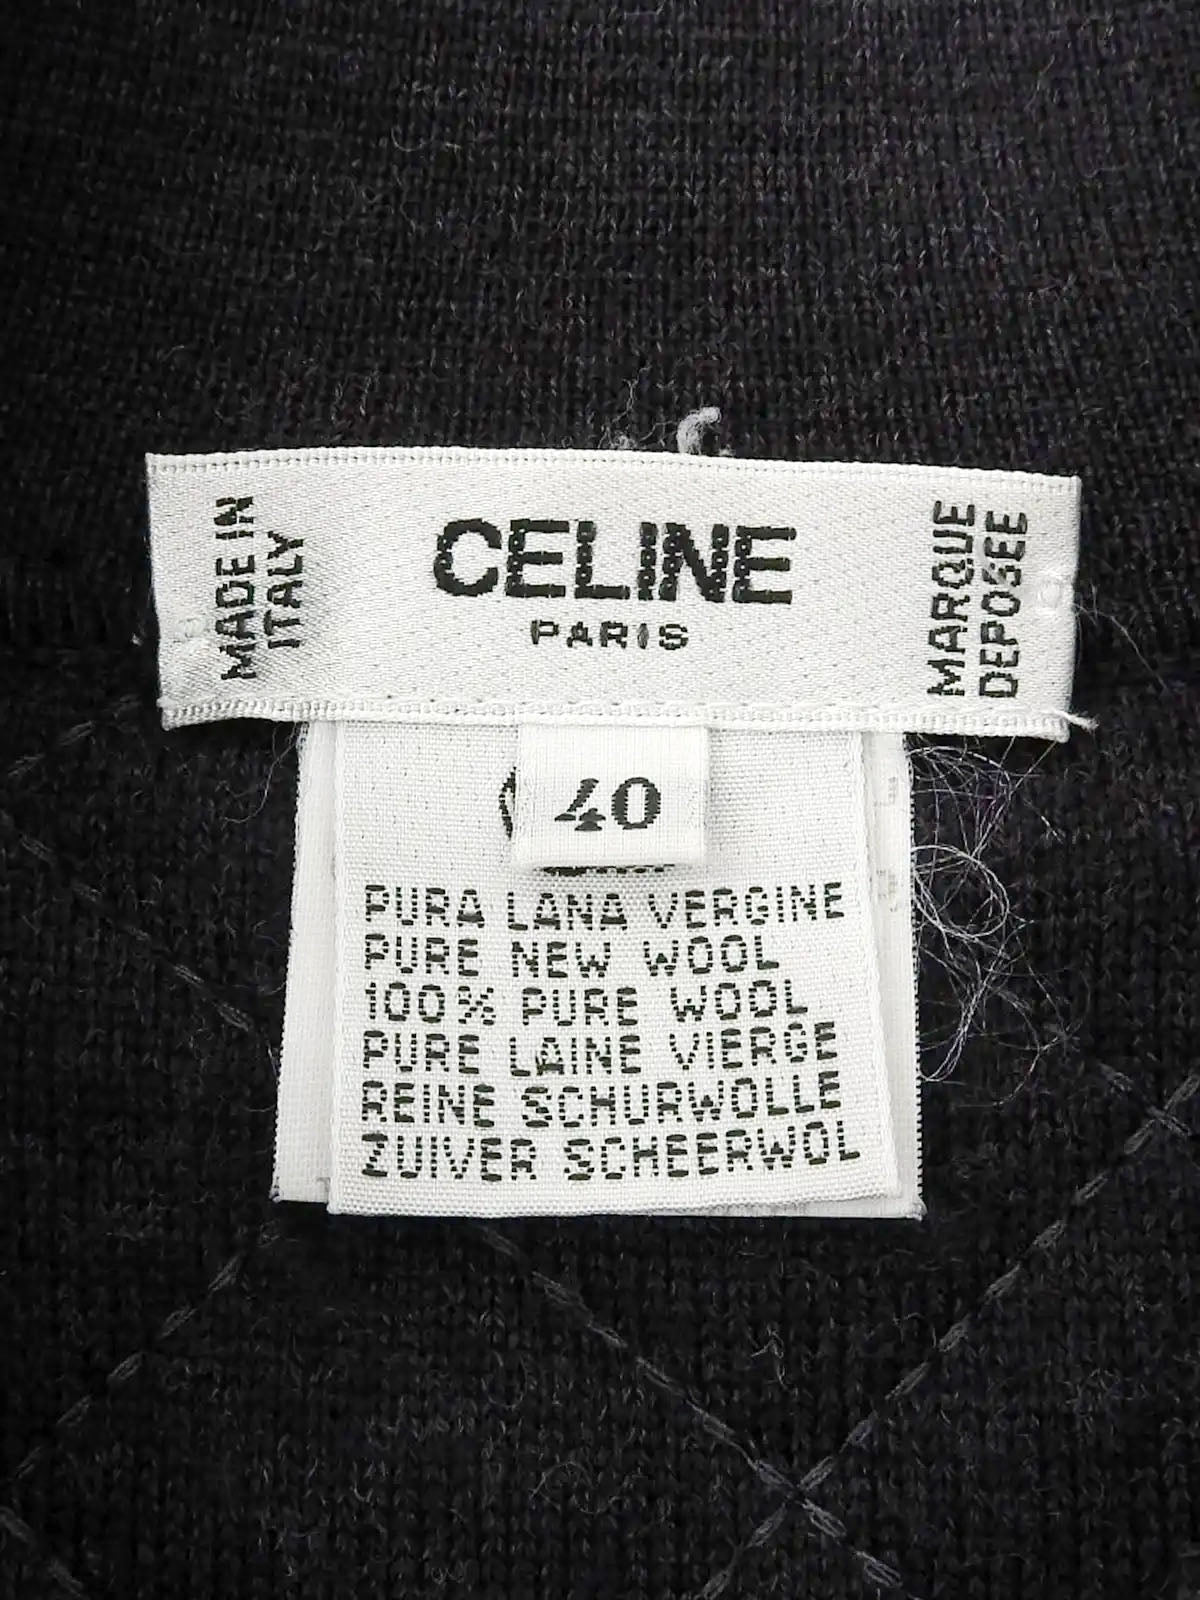 MADE IN
ITALY
CELINE
PARIS
MARQUE
DEPOSEE
40
PURA LANA VERGINE
PURE NEW WOOL
100% PURE WOOL
PURE LAINE VIERGE
REINE SCHURWOLLE
ZUIVER SCHEERWOL